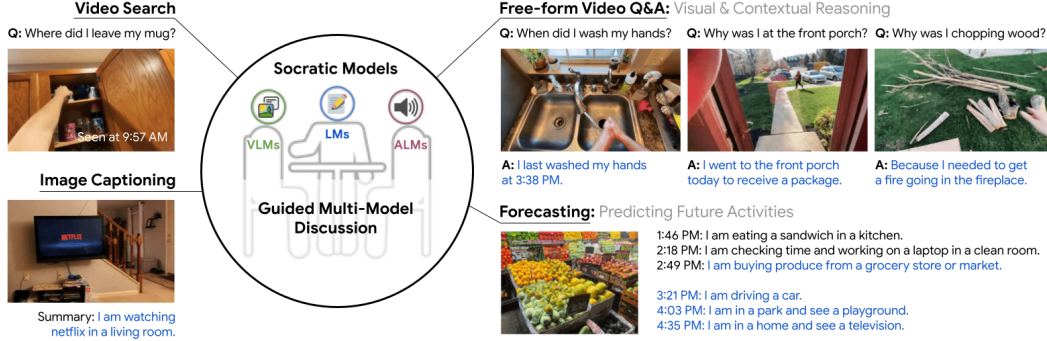 Video Search
Q: Where did I leave my mug?
Seen at 9:57 AM
Image Captioning
NETFLIX
Summary: I am watching
netflix in a living room.
Socratic Models
VLMs
LMs
ALMs
Guided Multi-Model
Discussion
Free-form Video Q&A: Visual & Contextual Reasoning
Q: When did I wash my hands?
A: I last washed my hands
at 3:38 PM.
Q: Why was I at the front porch?
A: I went to the front porch
today to receive a package.
Q: Why was I chopping wood?
A: Because I needed to get
a fire going in the fireplace.
Forecasting: Predicting Future Activities
1:46 PM: I am eating a sandwich in a kitchen.
2:18 PM: I am checking time and working on a laptop in a clean room.
2:49 PM: I am buying produce from a grocery store or market.
3:21 PM: I am driving a car.
4:03 PM: I am in a park and see a playground.
4:35 PM: I am in a home and see a television.